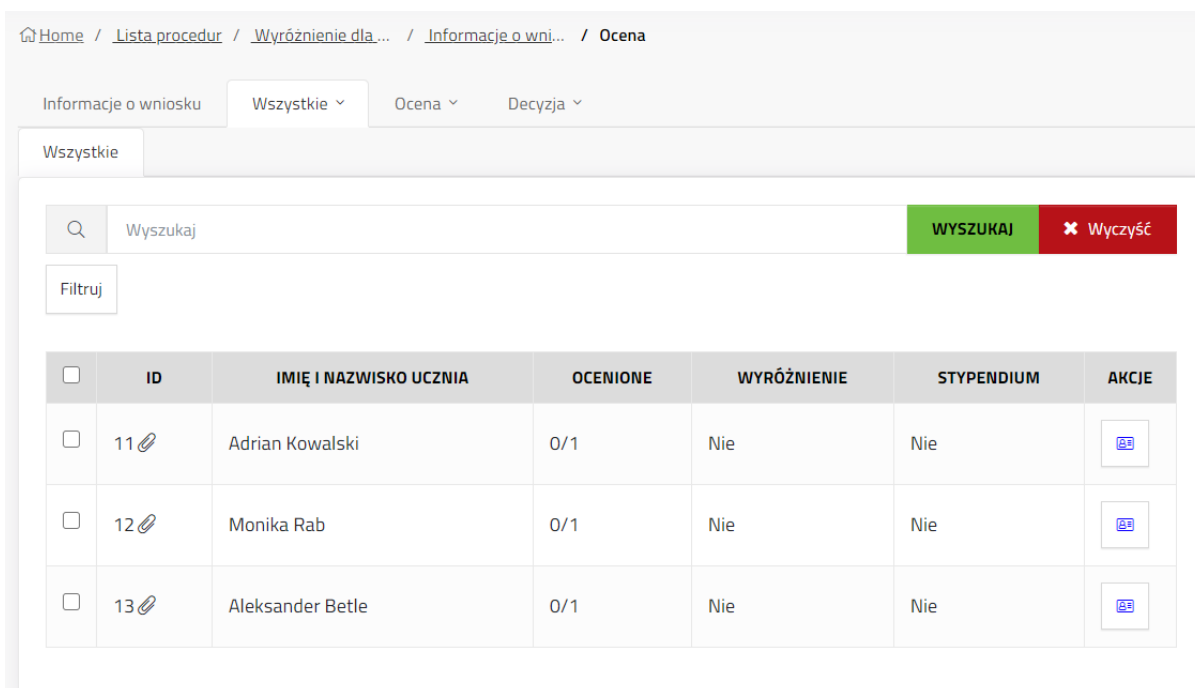 Home / Lista procedur / Wyróżnienie dla ... / Informacje o wni... / Ocena
Informacje o wniosku Wszystkie Ocena Decyzja
Wszystkie
Wyszukaj WYSZUKAJ Wyczyść
Filtruj
ID IMIĘ I NAZWISKO UCZNIA OCENIONE WYRÓŻNIENIE STYPENDIUM AKCJE
11 Adrian Kowalski 0/1 Nie Nie
12 Monika Rab 0/1 Nie Nie
13 Aleksander Betle 0/1 Nie Nie